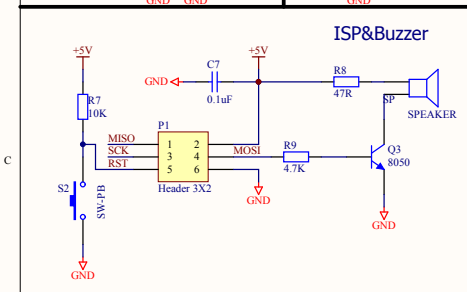 GND GND GND
ISP&Buzzer
+5V +5V
C7
GND
0.1uF
R8
47R
SP
SPEAKER
R7
10K
P1
MISO 1 2
SCK 3 4 MOSI
RST 5 6
Header 3X2
R9
4.7K
Q3
8050
C
S2
SW-PB
GND
GND
GND